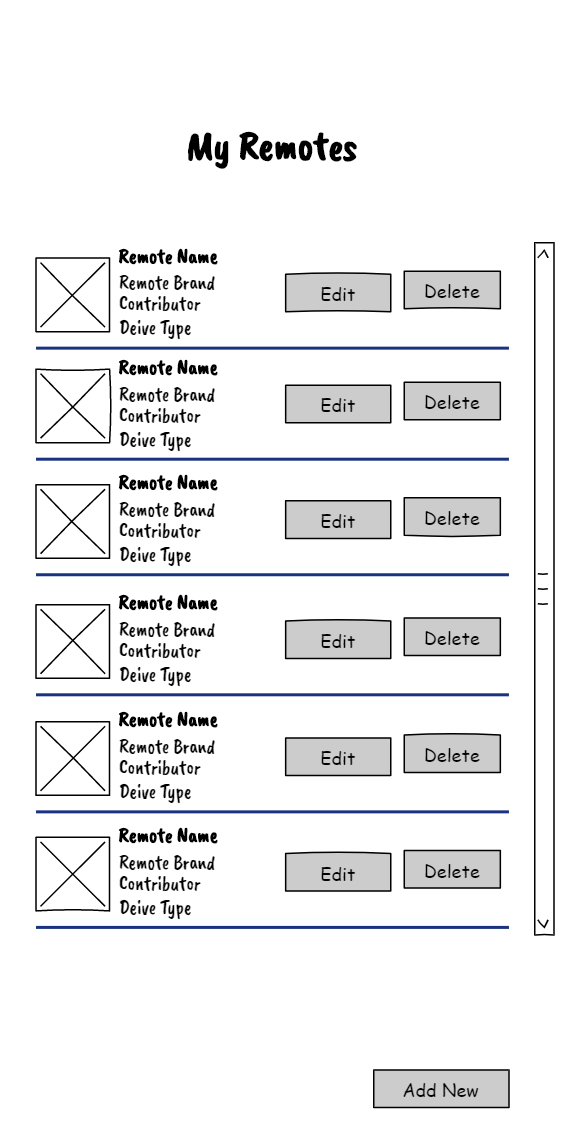 My Remotes
Remote Name
Remote Brand
Contributor
Deive Type
Edit
Delete
Remote Name
Remote Brand
Contributor
Deive Type
Edit
Delete
Remote Name
Remote Brand
Contributor
Deive Type
Edit
Delete
Remote Name
Remote Brand
Contributor
Deive Type
Edit
Delete
Remote Name
Remote Brand
Contributor
Deive Type
Edit
Delete
Remote Name
Remote Brand
Contributor
Deive Type
Edit
Delete
Add New